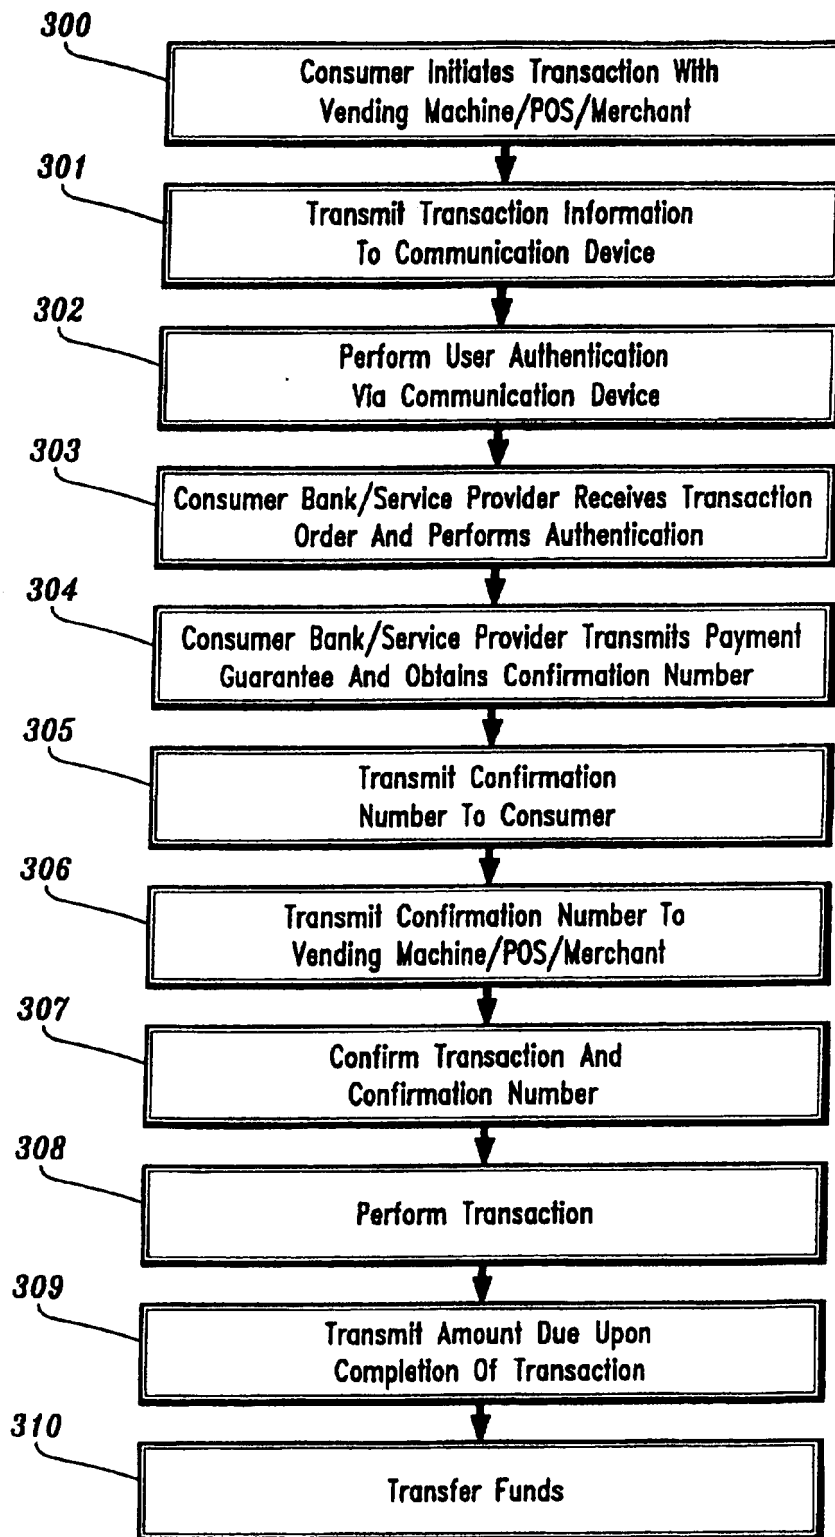 300
Consumer Initiates Transaction With
Vending Machine/POS/Merchant
301
Transmit Transaction Information
To Communication Device
302
Perform User Authentication
Via Communication Device
303
Consumer Bank/Service Provider Receives Transaction
Order And Performs Authentication
304
Consumer Bank/Service Provider Transmits Payment
Guarantee And Obtains Confirmation Number
305
Transmit Confirmation
Number To Consumer
306
Transmit Confirmation Number To
Vending Machine/POS/Merchant
307
Confirm Transaction And
Confirmation Number
308
Perform Transaction
309
Transmit Amount Due Upon
Completion Of Transaction
310
Transfer Funds